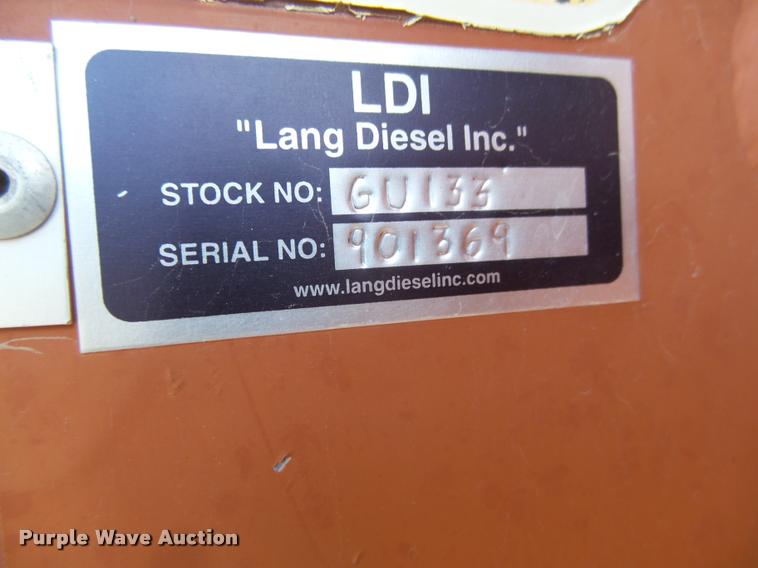 LDI
"Lang Diesel Inc."
STOCK NO: GU133
SERIAL NO: 901369
www.langdieselinc.com
Purple Wave Auction